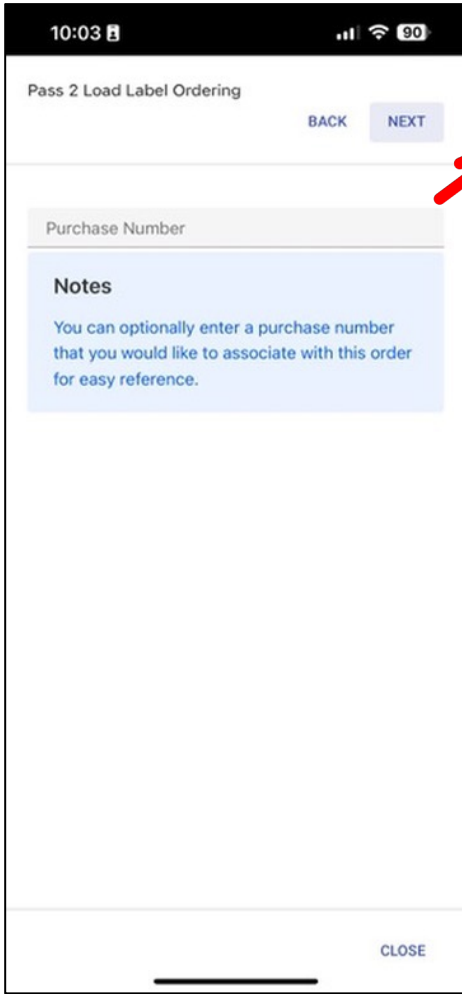 10:03 90
Pass 2 Load Label Ordering
BACK NEXT
Purchase Number
Notes
You can optionally enter a purchase number
that you would like to associate with this order
for easy reference.
CLOSE